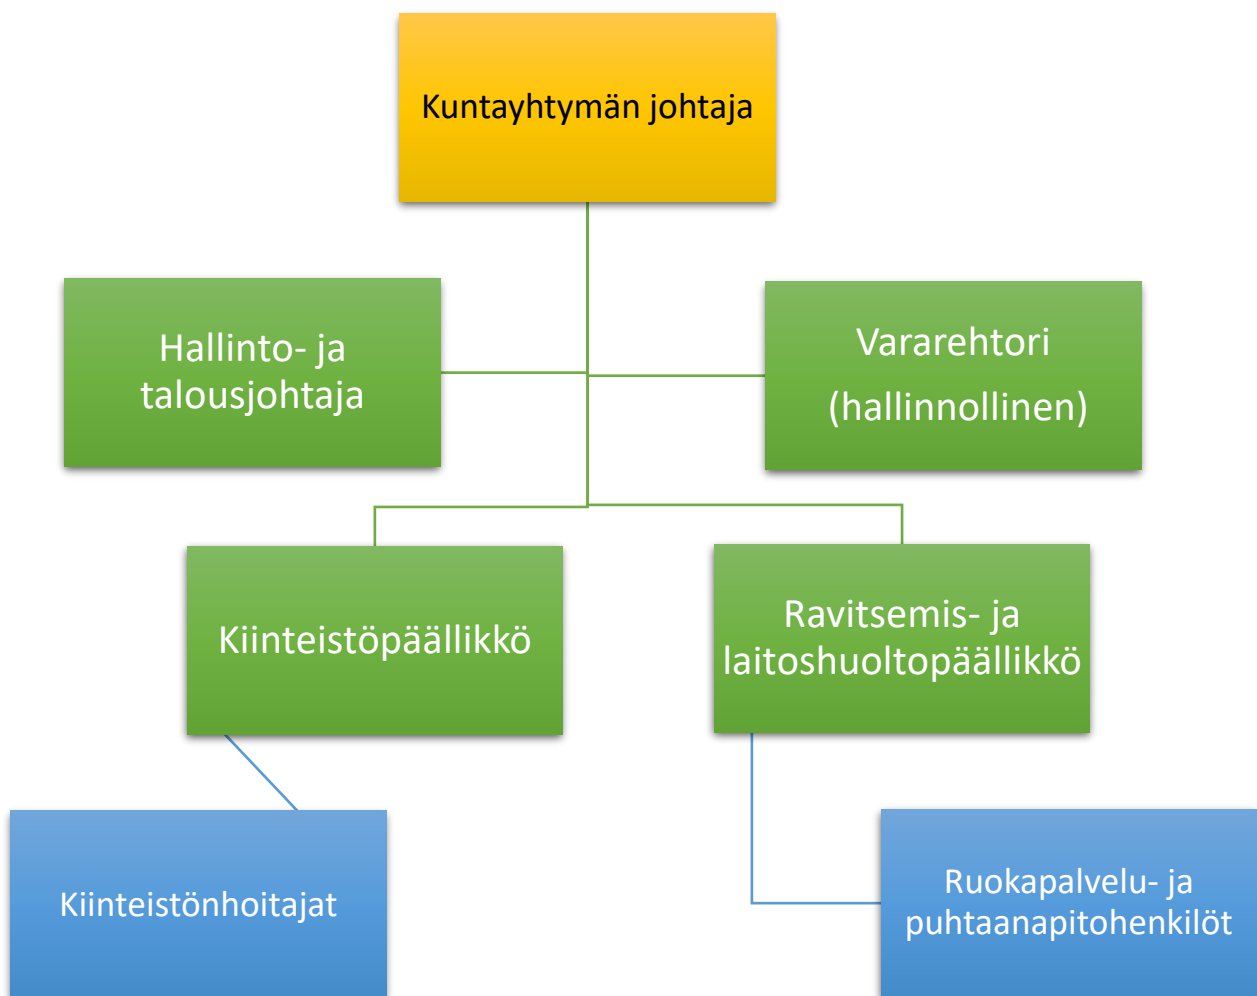 Kuntayhtymän johtaja
Hallinto- ja
talousjohtaja
Vararehtori
(hallinnollinen)
Kiinteistöpäällikkö
Ravitsemis- ja
laitoshuoltopäällikkö
Kiinteistönhoitajat
Ruokapalvelu- ja
puhtaanapitohenkilöt